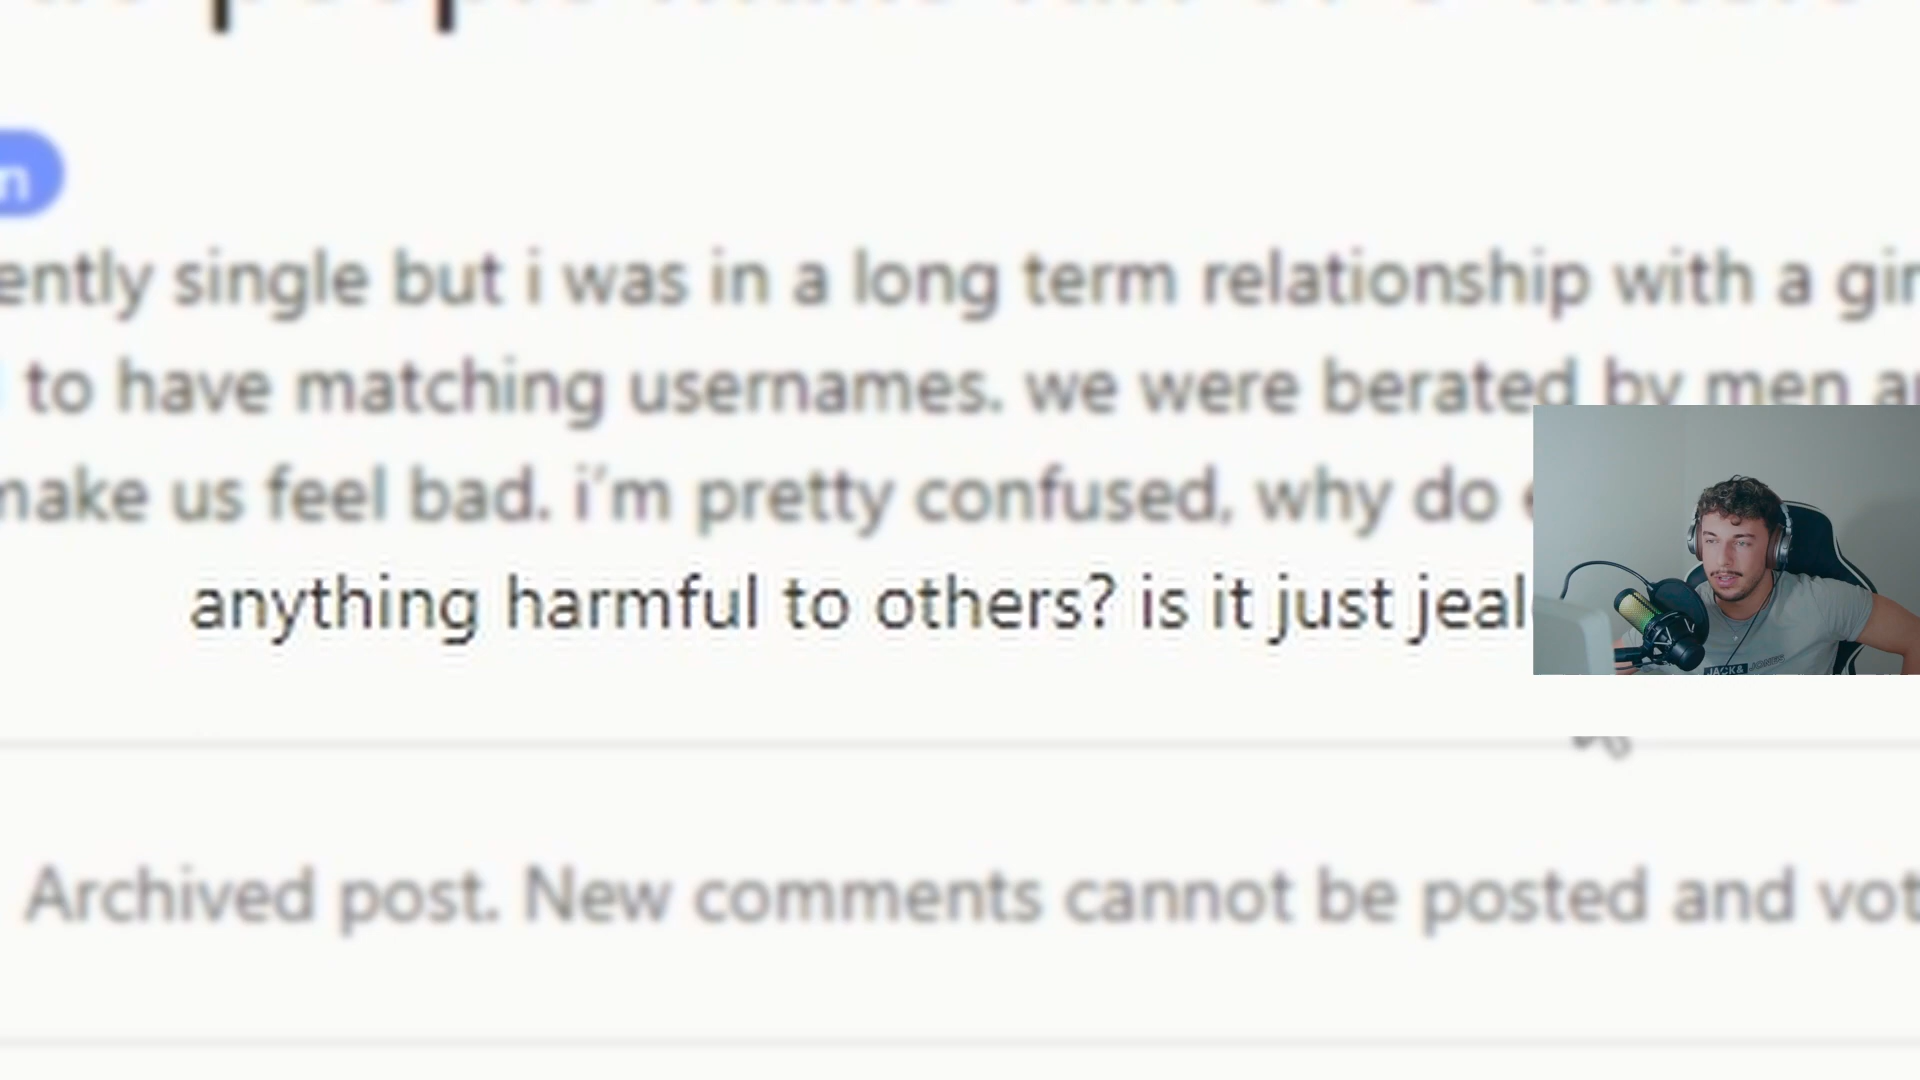 n
ently single but i was in a long term relationship with a gir
to have matching usernames. we were berated by men a
make us feel bad. i'm pretty confused, why do
anything harmful to others? is it just jeal
JACK& JONES
Archived post. New comments cannot be posted and vot